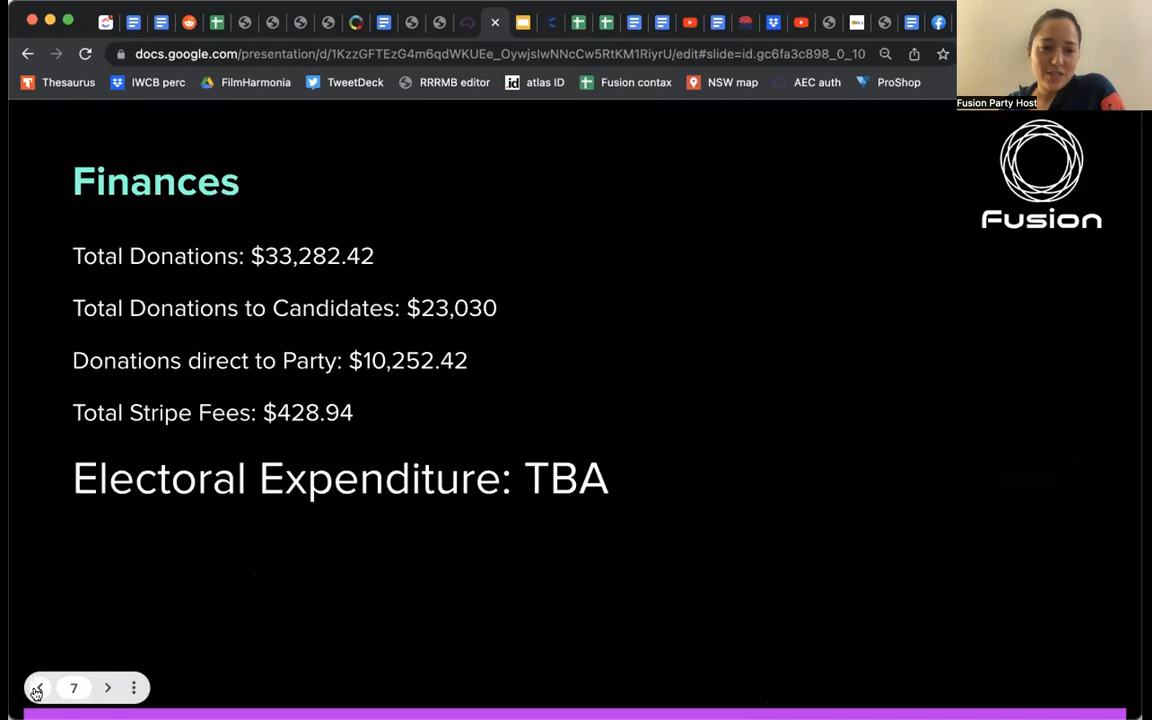 docs.google.com/presentation/d/1KzzGFTEzG4m6qdWKUEe_OywjsIwNNcCw5RtKM1RiyrU/edit#slide=id.gc6fa3c898_0_10
Thesaurus IWCB perc FilmHarmonia TweetDeck RRRMB editor .id atlas ID Fusion contax NSW map AEC auth ProShop
Fusion Party Host
Finances
Fusion
Total Donations: $33,282.42
Total Donations to Candidates: $23,030
Donations direct to Party: $10,252.42
Total Stripe Fees: $428.94
Electoral Expenditure: TBA
7